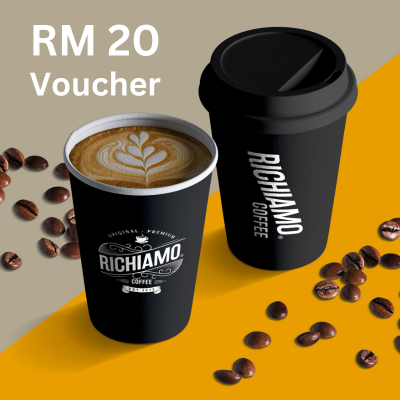 RM 20
Voucher
ORIGINAL • PREMIUM
RICHIAMO
COFFEE
RICHIAMO®
COFFEE